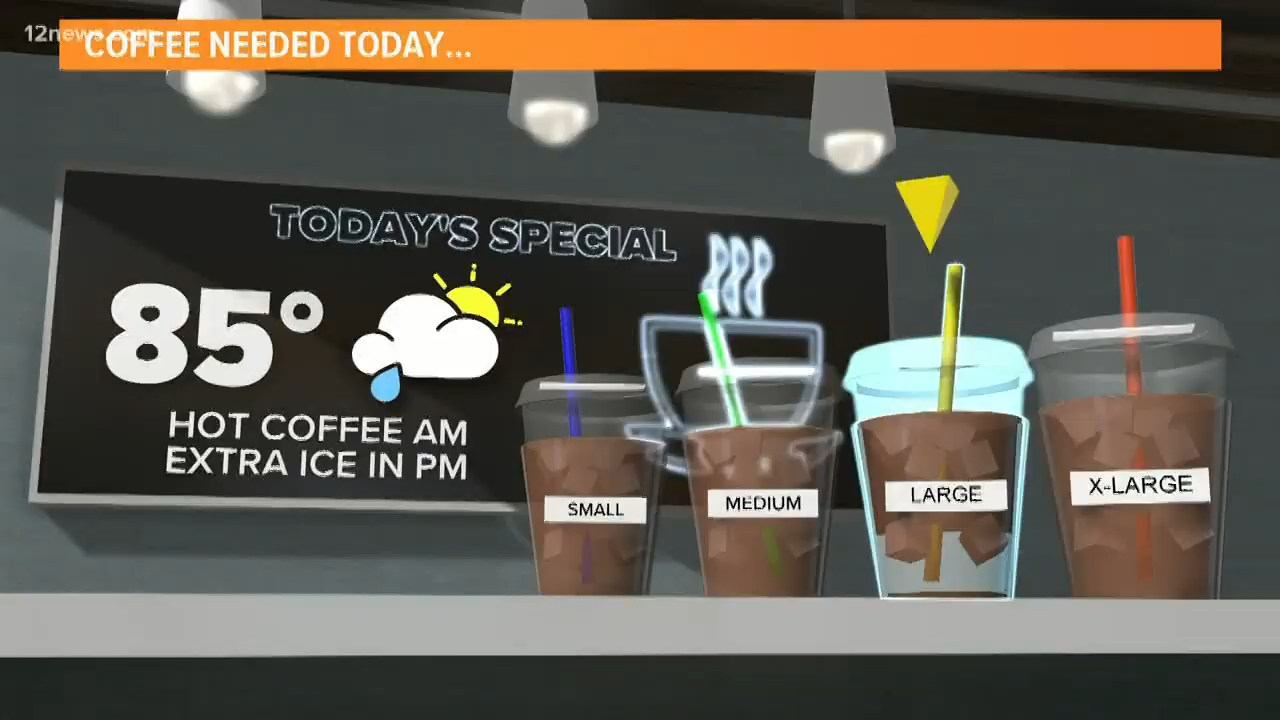 12news.com
COFFEE NEEDED TODAY...
TODAY'S SPECIAL
85°
HOT COFFEE AM
EXTRA ICE IN PM
SMALL
MEDIUM
LARGE
X-LARGE